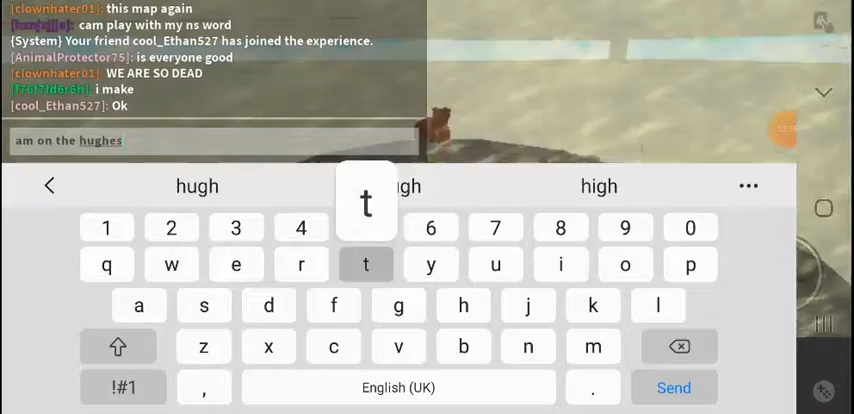 [clownhater01]: this map again
cam play with my ns word
{System} Your friend cool_Ethan527 has joined the experience.
[AnimalProtector75]: is everyone good
[clownhater01]: WE ARE SO DEAD
i make
[cool_Ethan527]: Ok
am on the hughes
hugh high
t
1 2 3 4 6 7 8 9 0
q w e r t y u i o p
a s d f g h j k l
z x c v b n m
!#1 , English (UK) . Send